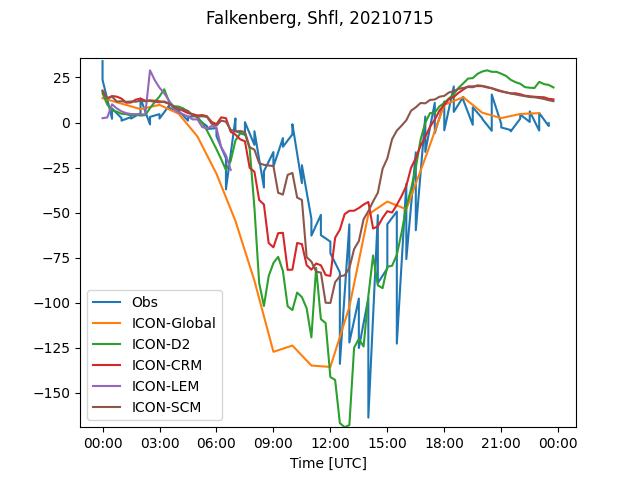 Falkenberg, Shfl, 20210715
25
0
−25
−50
−75
−100
−125
−150
Obs
ICON-Global
ICON-D2
ICON-CRM
ICON-LEM
ICON-SCM
00:00 03:00 06:00 09:00 12:00 15:00 18:00 21:00 00:00
Time [UTC]